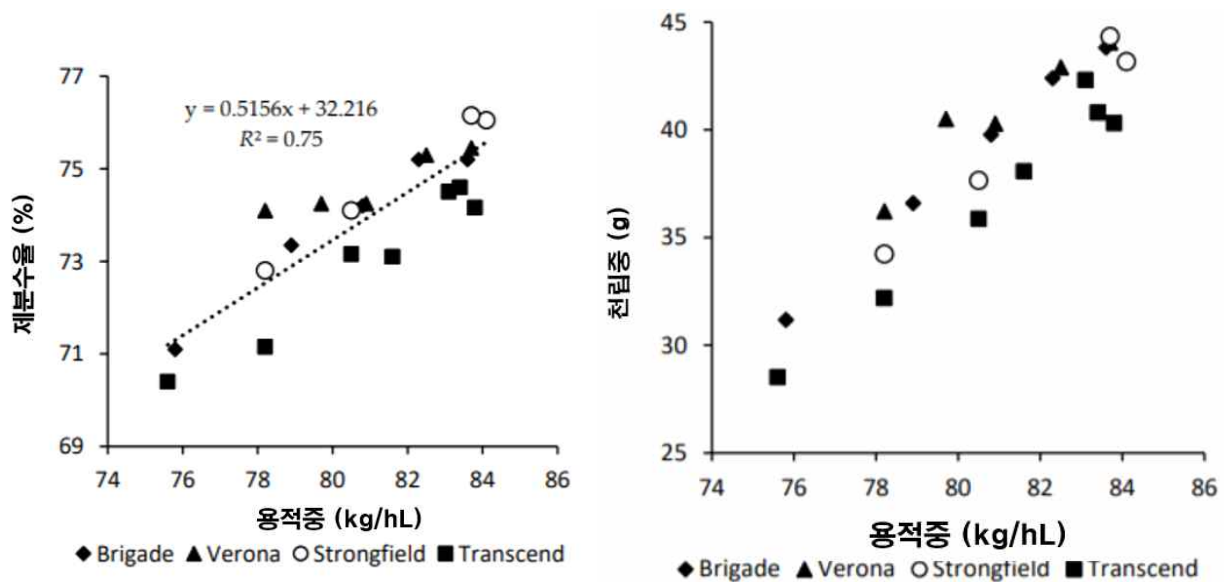 77
75
73
71
69
제분수율 (%)
y = 0.5156x + 32.216
R² = 0.75
74 76 78 80 82 84 86
용적중 (kg/hL)
◆ Brigade ▲ Verona ○ Strongfield ■ Transcend
45
40
35
30
25
천립중 (g)
74 76 78 80 82 84 86
용적중 (kg/hL)
◆ Brigade ▲ Verona ○ Strongfield ■ Transcend